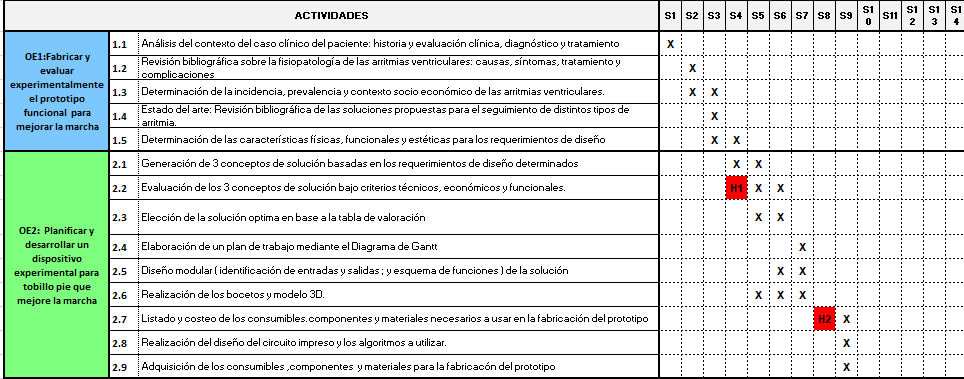 ACTIVIDADES S1 S2 S3 S4 S5 S6 S7 S8 S9 S10 S11 S12 S13 S14
OE1:Fabricar y
evaluar
experimentalmente
el prototipo
funcional para
mejorar la marcha
1.1 Análisis del contexto del caso clínico del paciente: historia y evaluación clínica, diagnóstico y tratamiento X
1.2 Revisión bibliográfica sobre la fisiopatología de las arritmias ventriculares: causas, síntomas, tratamiento y
complicaciones X
1.3 Determinación de la incidencia, prevalencia y contexto socio económico de las arritmias ventriculares. X X
1.4 Estado del arte: Revisión bibliográfica de las soluciones propuestas para el seguimiento de distintos tipos de
arritmia. X
1.5 Determinación de las características físicas, funcionales y estéticas para los requerimientos de diseño X X
OE2: Planificar y
desarrollar un
dispositivo
experimental para
tobillo pie que
mejore la marcha
2.1 Generación de 3 conceptos de solución basadas en los requerimientos de diseño determinados X X
2.2 Evaluación de los 3 conceptos de solución bajo criterios técnicos, económicos y funcionales. H1 X X
2.3 Elección de la solución optima en base a la tabla de valoración X X
2.4 Elaboración de un plan de trabajo mediante el Diagrama de Gantt X
2.5 Diseño modular ( identificación de entradas y salidas ; y esquema de funciones ) de la solución X X
2.6 Realización de los bocetos y modelo 3D. X X X
2.7 Listado y costeo de los consumibles.componentes y materiales necesarios a usar en la fabricación del prototipo H2 X
2.8 Realización del diseño del circuito impreso y los algoritmos a utilizar. X
2.9 Adquisición de los consumibles ,componentes y materiales para la fabricacón del prototipo X